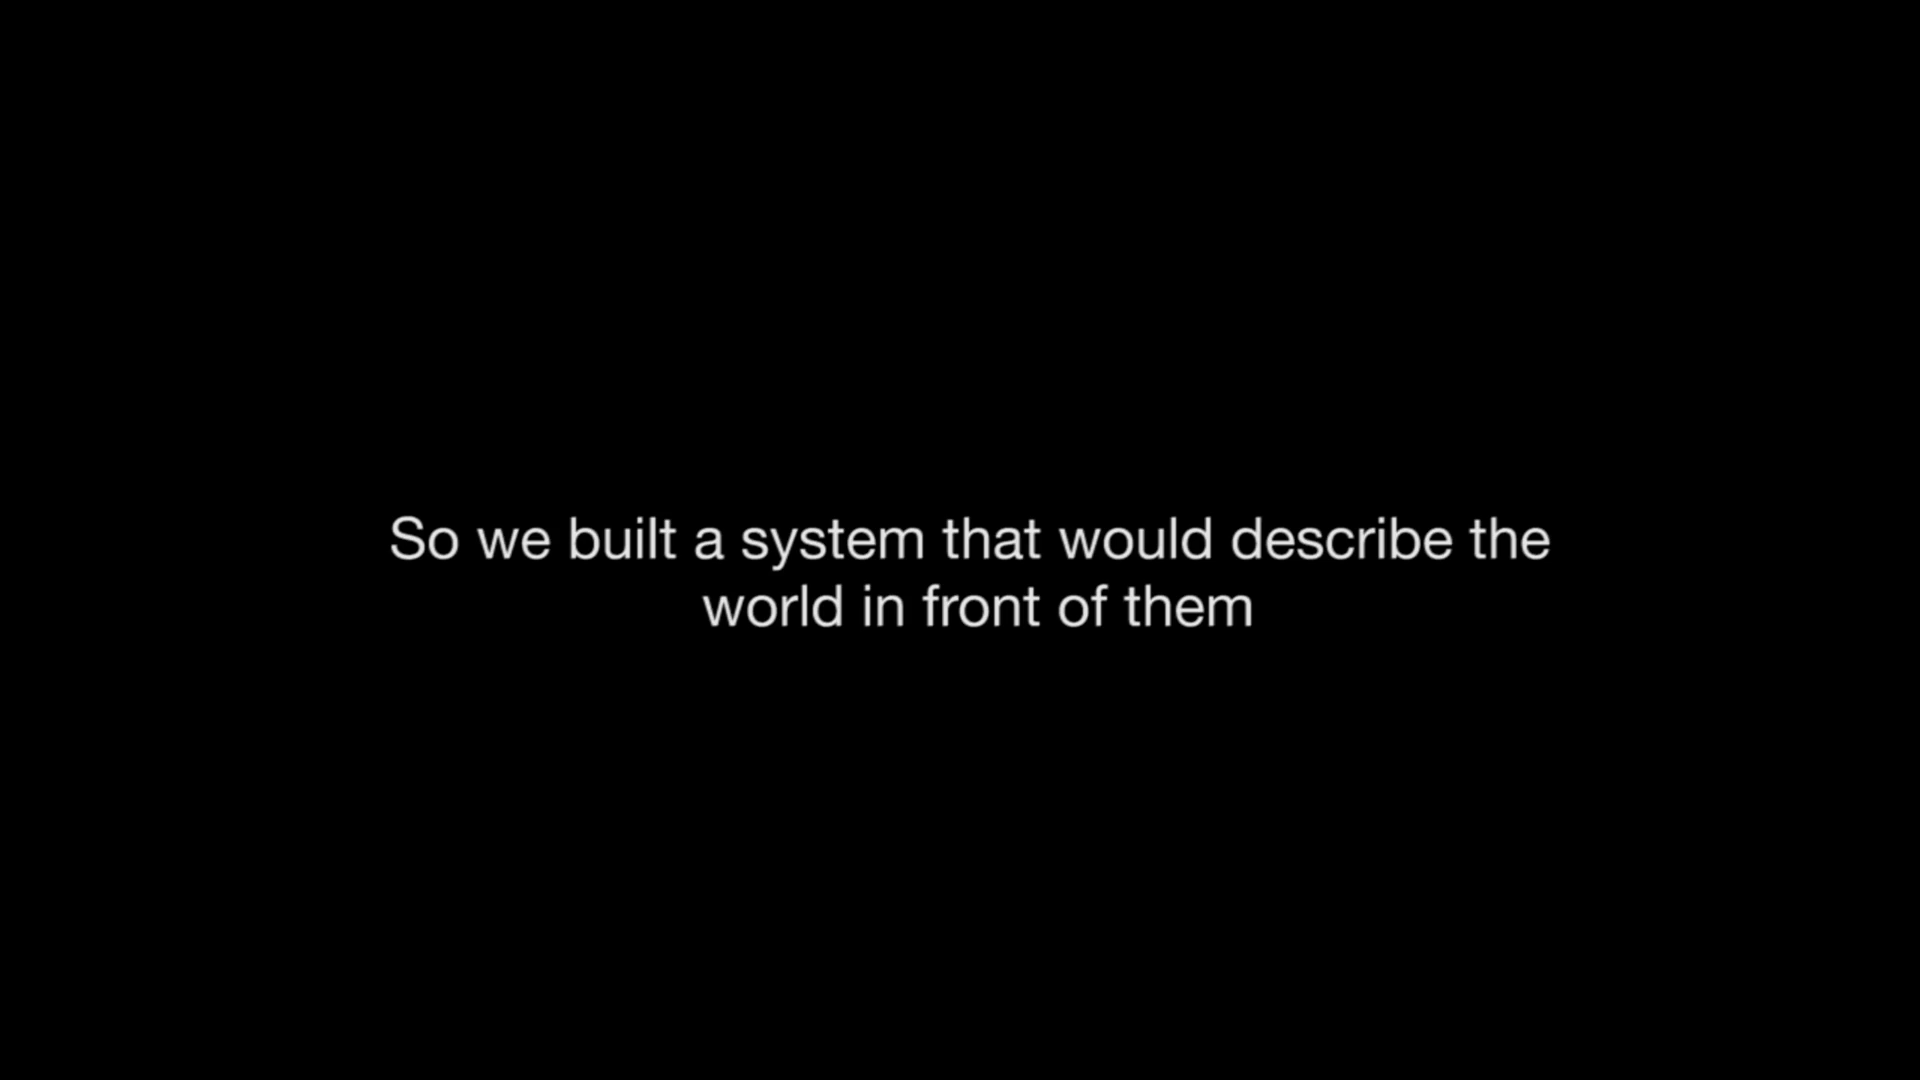 So we built a system that would describe the
world in front of them